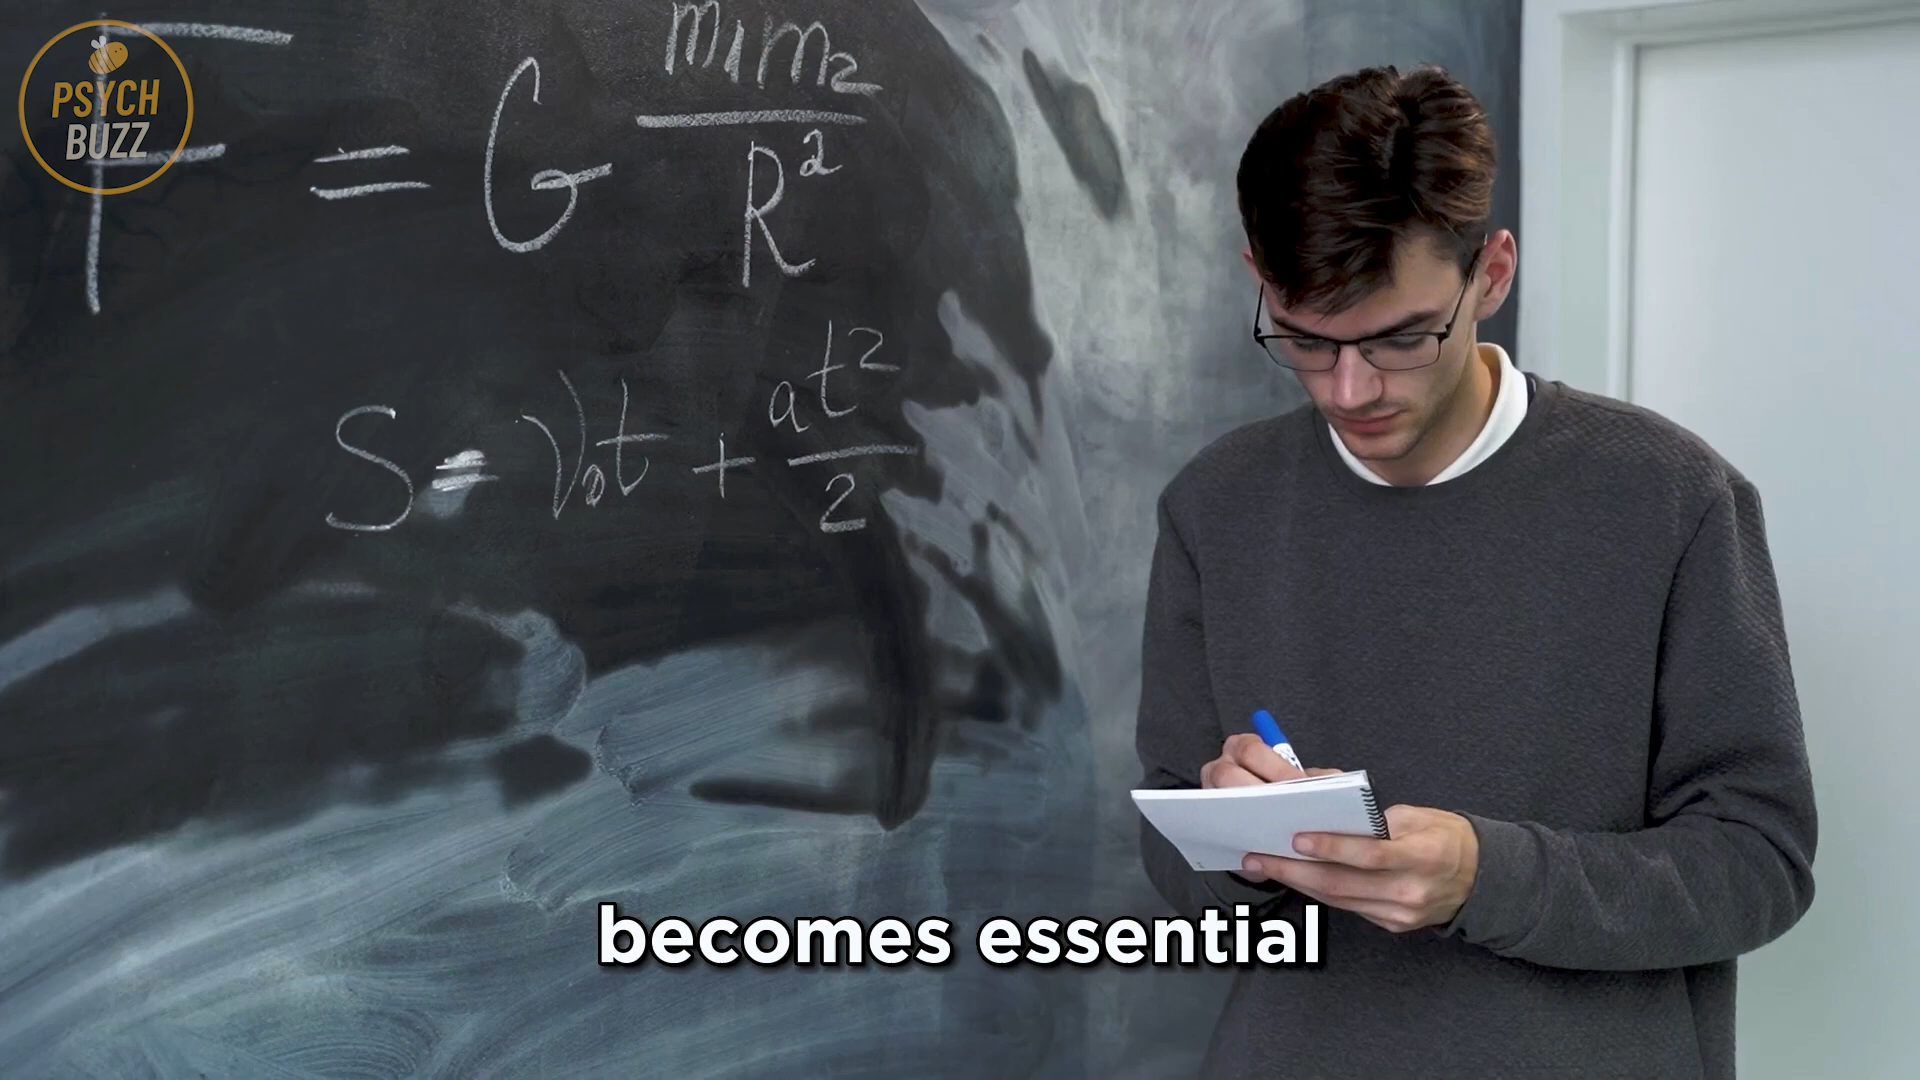 PSYCH
BUZZ
F = G m₁m₂ / R²
S = V₀t + at² / 2
becomes essential